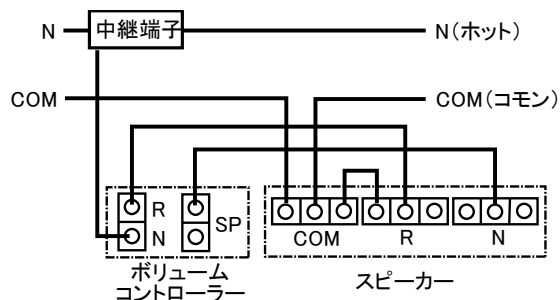 N 中継端子 N(ホット)
COM COM(コモン)
R
N
SP
COM R N
ボリューム
コントローラー
スピーカー